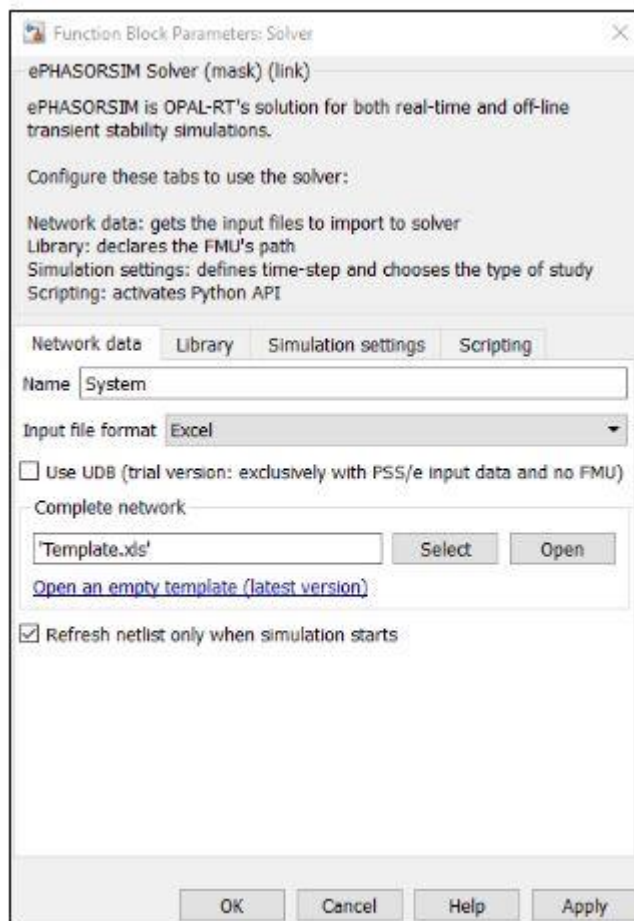 Function Block Parameters: Solver
ePHASORSIM Solver (mask) (link)
ePHASORSIM is OPAL-RT's solution for both real-time and off-line
transient stability simulations.
Configure these tabs to use the solver:
Network data: gets the input files to import to solver
Library: declares the FMU's path
Simulation settings: defines time-step and chooses the type of study
Scripting: activates Python API
Network data Library Simulation settings Scripting
Name System
Input file format Excel
Use UDB (trial version: exclusively with PSS/e input data and no FMU)
Complete network
'Template.xls' Select Open
Open an empty template (latest version)
Refresh netlist only when simulation starts
OK Cancel Help Apply